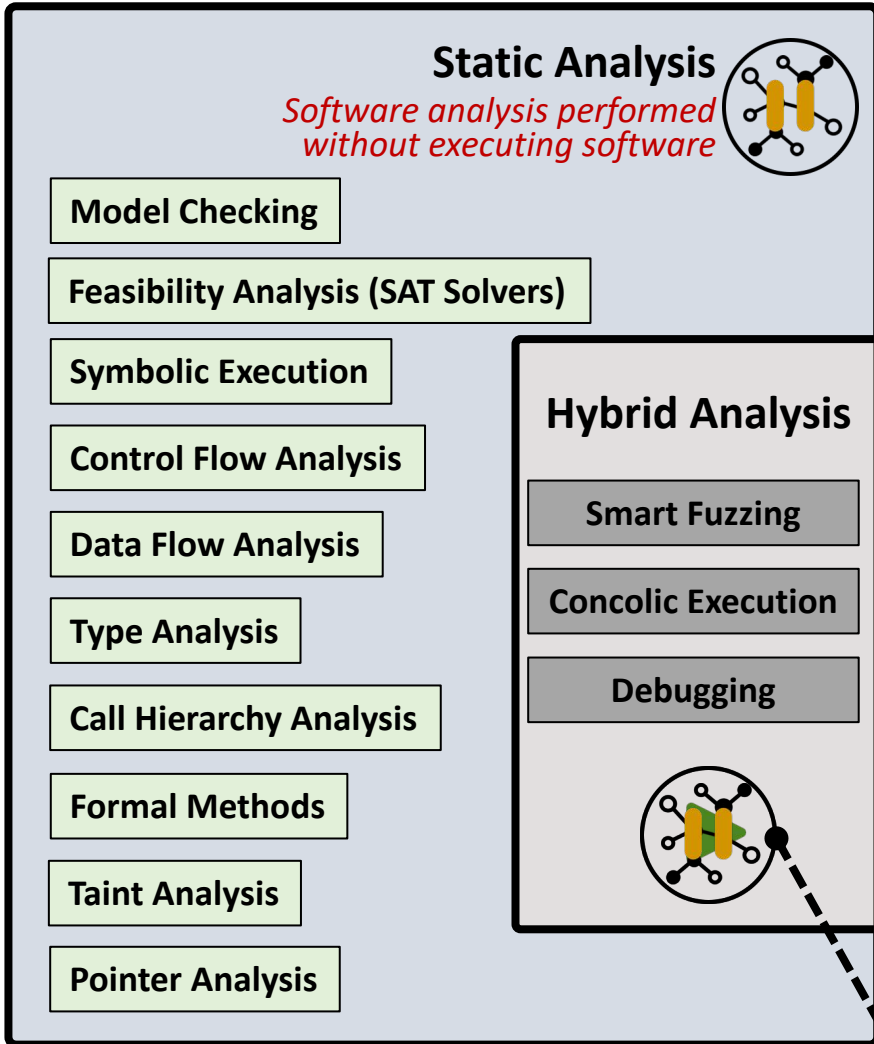 Static Analysis
Software analysis performed
without executing software
Model Checking
Feasibility Analysis (SAT Solvers)
Symbolic Execution
Control Flow Analysis
Data Flow Analysis
Type Analysis
Call Hierarchy Analysis
Formal Methods
Taint Analysis
Pointer Analysis
Hybrid Analysis
Smart Fuzzing
Concolic Execution
Debugging